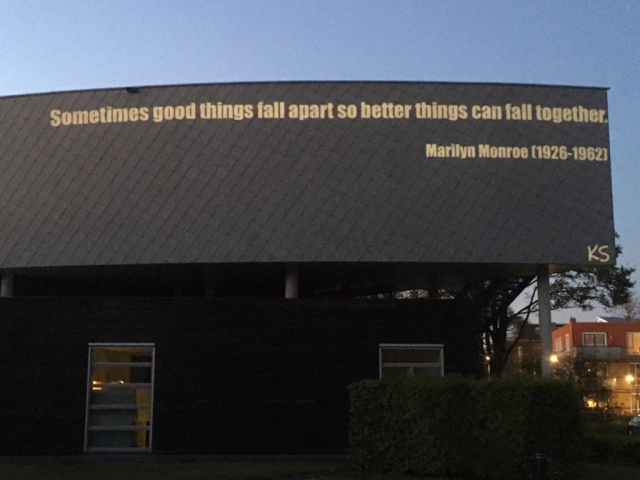 Sometimes good things fall apart so better things can fall together.
Marilyn Monroe (1926-1962)
KS